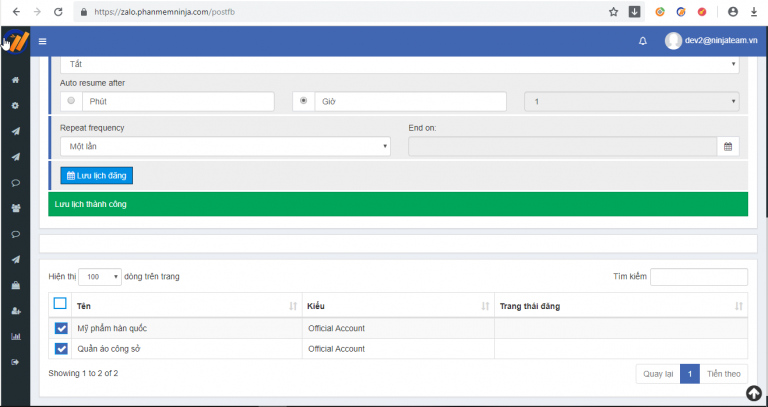 https://zalo.phanmemninja.com/postfb
dev2@ninjateam.vn
Tất
Auto resume after
Phút
Giờ
1
Repeat frequency
End on:
Một lần
Lưu lịch đăng
Lưu lịch thành công
Hiện thị 100 dòng trên trang
Tìm kiếm
Tên
Kiểu
Trang thái đăng
Mỹ phẩm hàn quốc
Official Account
Quần áo công sở
Official Account
Showing 1 to 2 of 2
Quay lại 1 Tiến theo